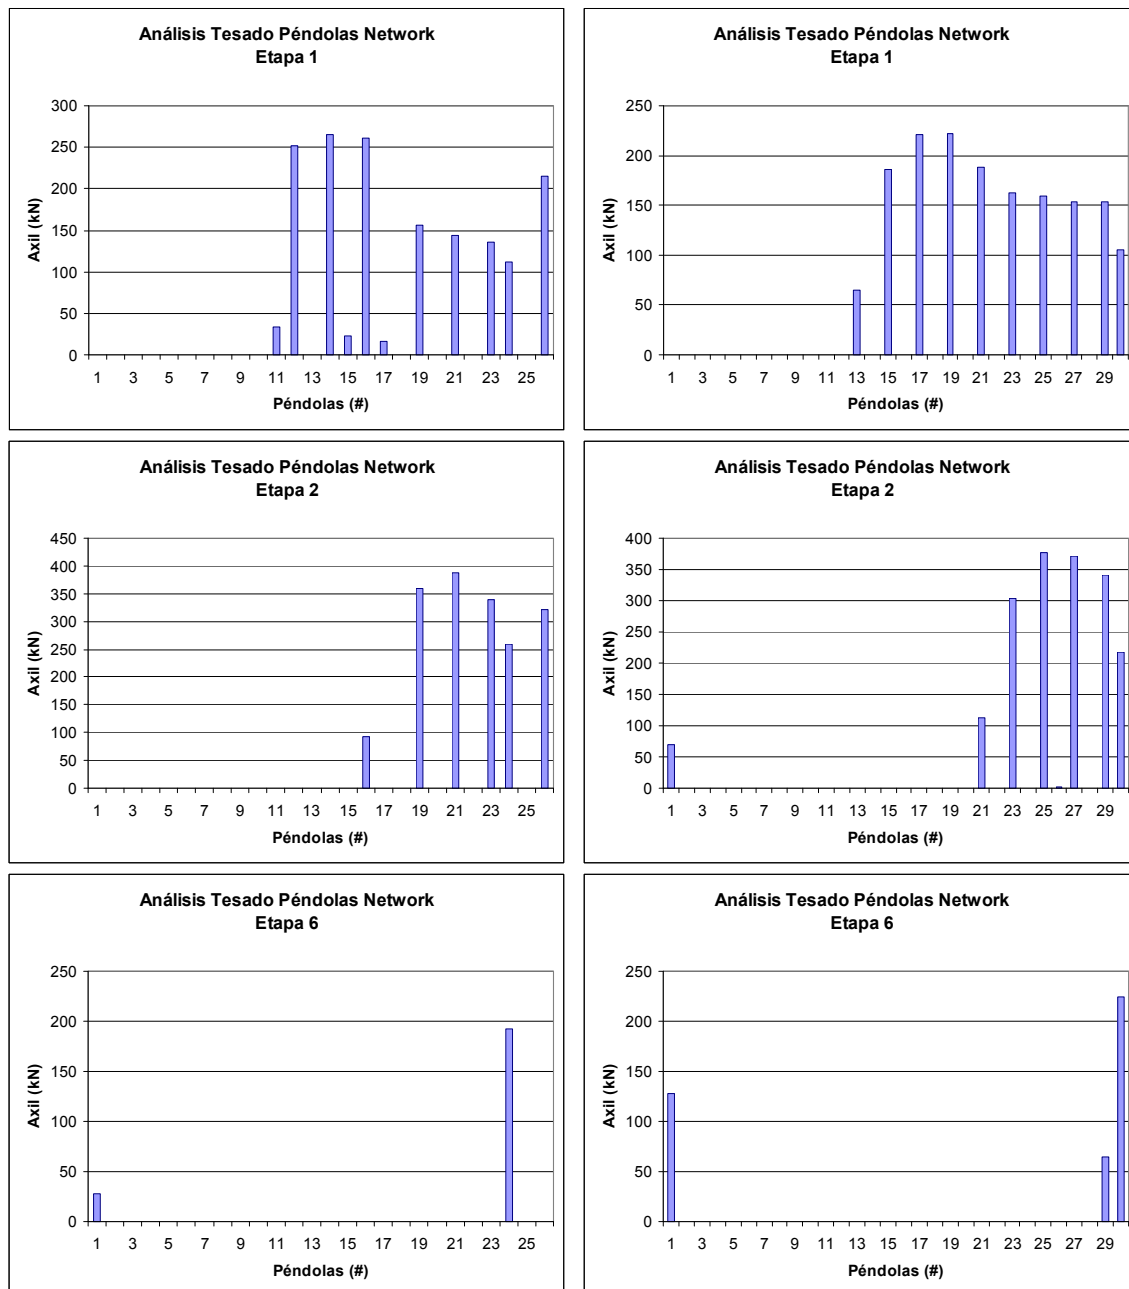 Análisis Tesado Péndolas Network
Etapa 1
300
250
200
150
100
50
0
Axil (kN)
1 3 5 7 9 11 13 15 17 19 21 23 25
Péndolas (#)
Análisis Tesado Péndolas Network
Etapa 1
250
200
150
100
50
0
Axil (kN)
1 3 5 7 9 11 13 15 17 19 21 23 25 27 29
Péndolas (#)
Análisis Tesado Péndolas Network
Etapa 2
450
400
350
300
250
200
150
100
50
0
Axil (kN)
1 3 5 7 9 11 13 15 17 19 21 23 25
Péndolas (#)
Análisis Tesado Péndolas Network
Etapa 2
400
350
300
250
200
150
100
50
0
Axil (kN)
1 3 5 7 9 11 13 15 17 19 21 23 25 27 29
Péndolas (#)
Análisis Tesado Péndolas Network
Etapa 6
250
200
150
100
50
0
Axil (kN)
1 3 5 7 9 11 13 15 17 19 21 23 25
Péndolas (#)
Análisis Tesado Péndolas Network
Etapa 6
250
200
150
100
50
0
Axil (kN)
1 3 5 7 9 11 13 15 17 19 21 23 25 27 29
Péndolas (#)